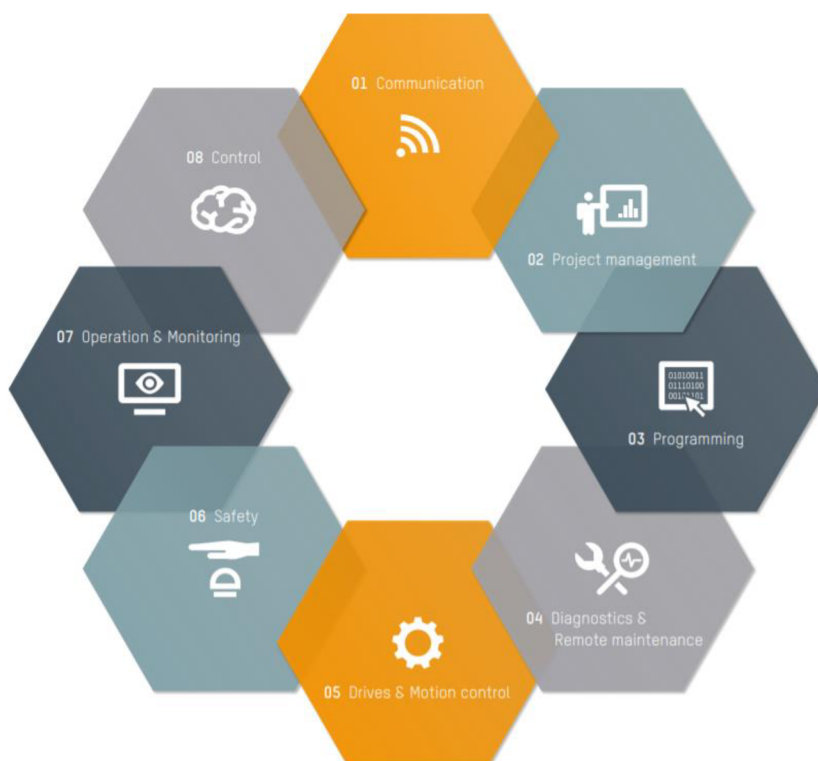 01 Communication
02 Project management
01010011
01110100
03 Programming
04 Diagnostics &
Remote maintenance
05 Drives & Motion control
06 Safety
07 Operation & Monitoring
08 Control